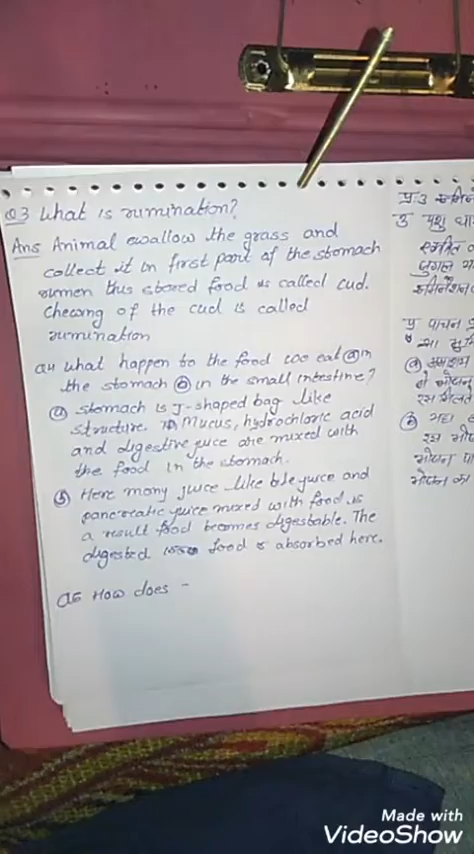 Q3 What is rumination?
Ans Animal swallow the grass and
collect it in first part of the stomach
rumen this stored food is called cud.
Chewing of the cud is called
rumination
Q4 What happen to the food we eat (a) in
the stomach (b) in the small intestine?
(a) stomach is J-shaped bag like
structure. Mucus, hydrochloric acid
and digestive juice are mixed with
the food in the stomach.
(b) Here many juice like bile juice and
pancreatic juice mixed with food. is
a result food becomes digestable. The
digested food is absorbed here.
Q5 How does -
प्र 3
उ पशु
जुगाल
प्र पाचन
(a)
(b)
भोजन
Made with
VideoShow